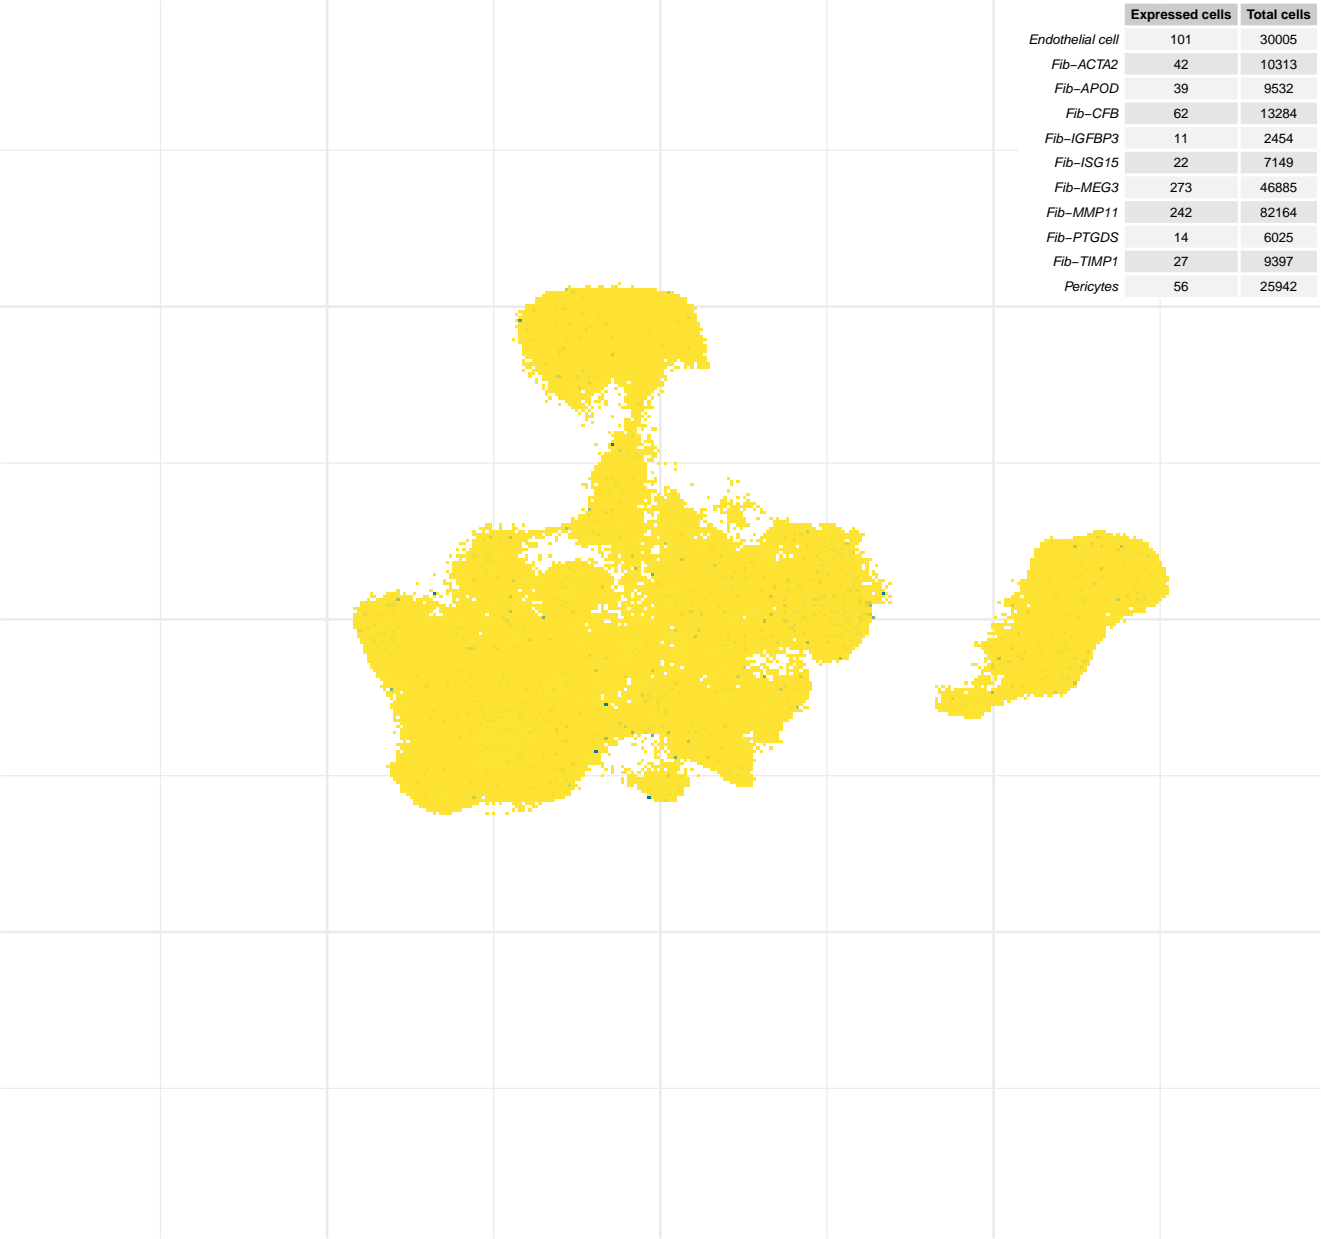 Expressed cells Total cells
Endothelial cell 101 30005
Fib−ACTA2 42 10313
Fib−APOD 39 9532
Fib−CFB 62 13284
Fib−IGFBP3 11 2454
Fib−ISG15 22 7149
Fib−MEG3 273 46885
Fib−MMP11 242 82164
Fib−PTGDS 14 6025
Fib−TIMP1 27 9397
Pericytes 56 25942